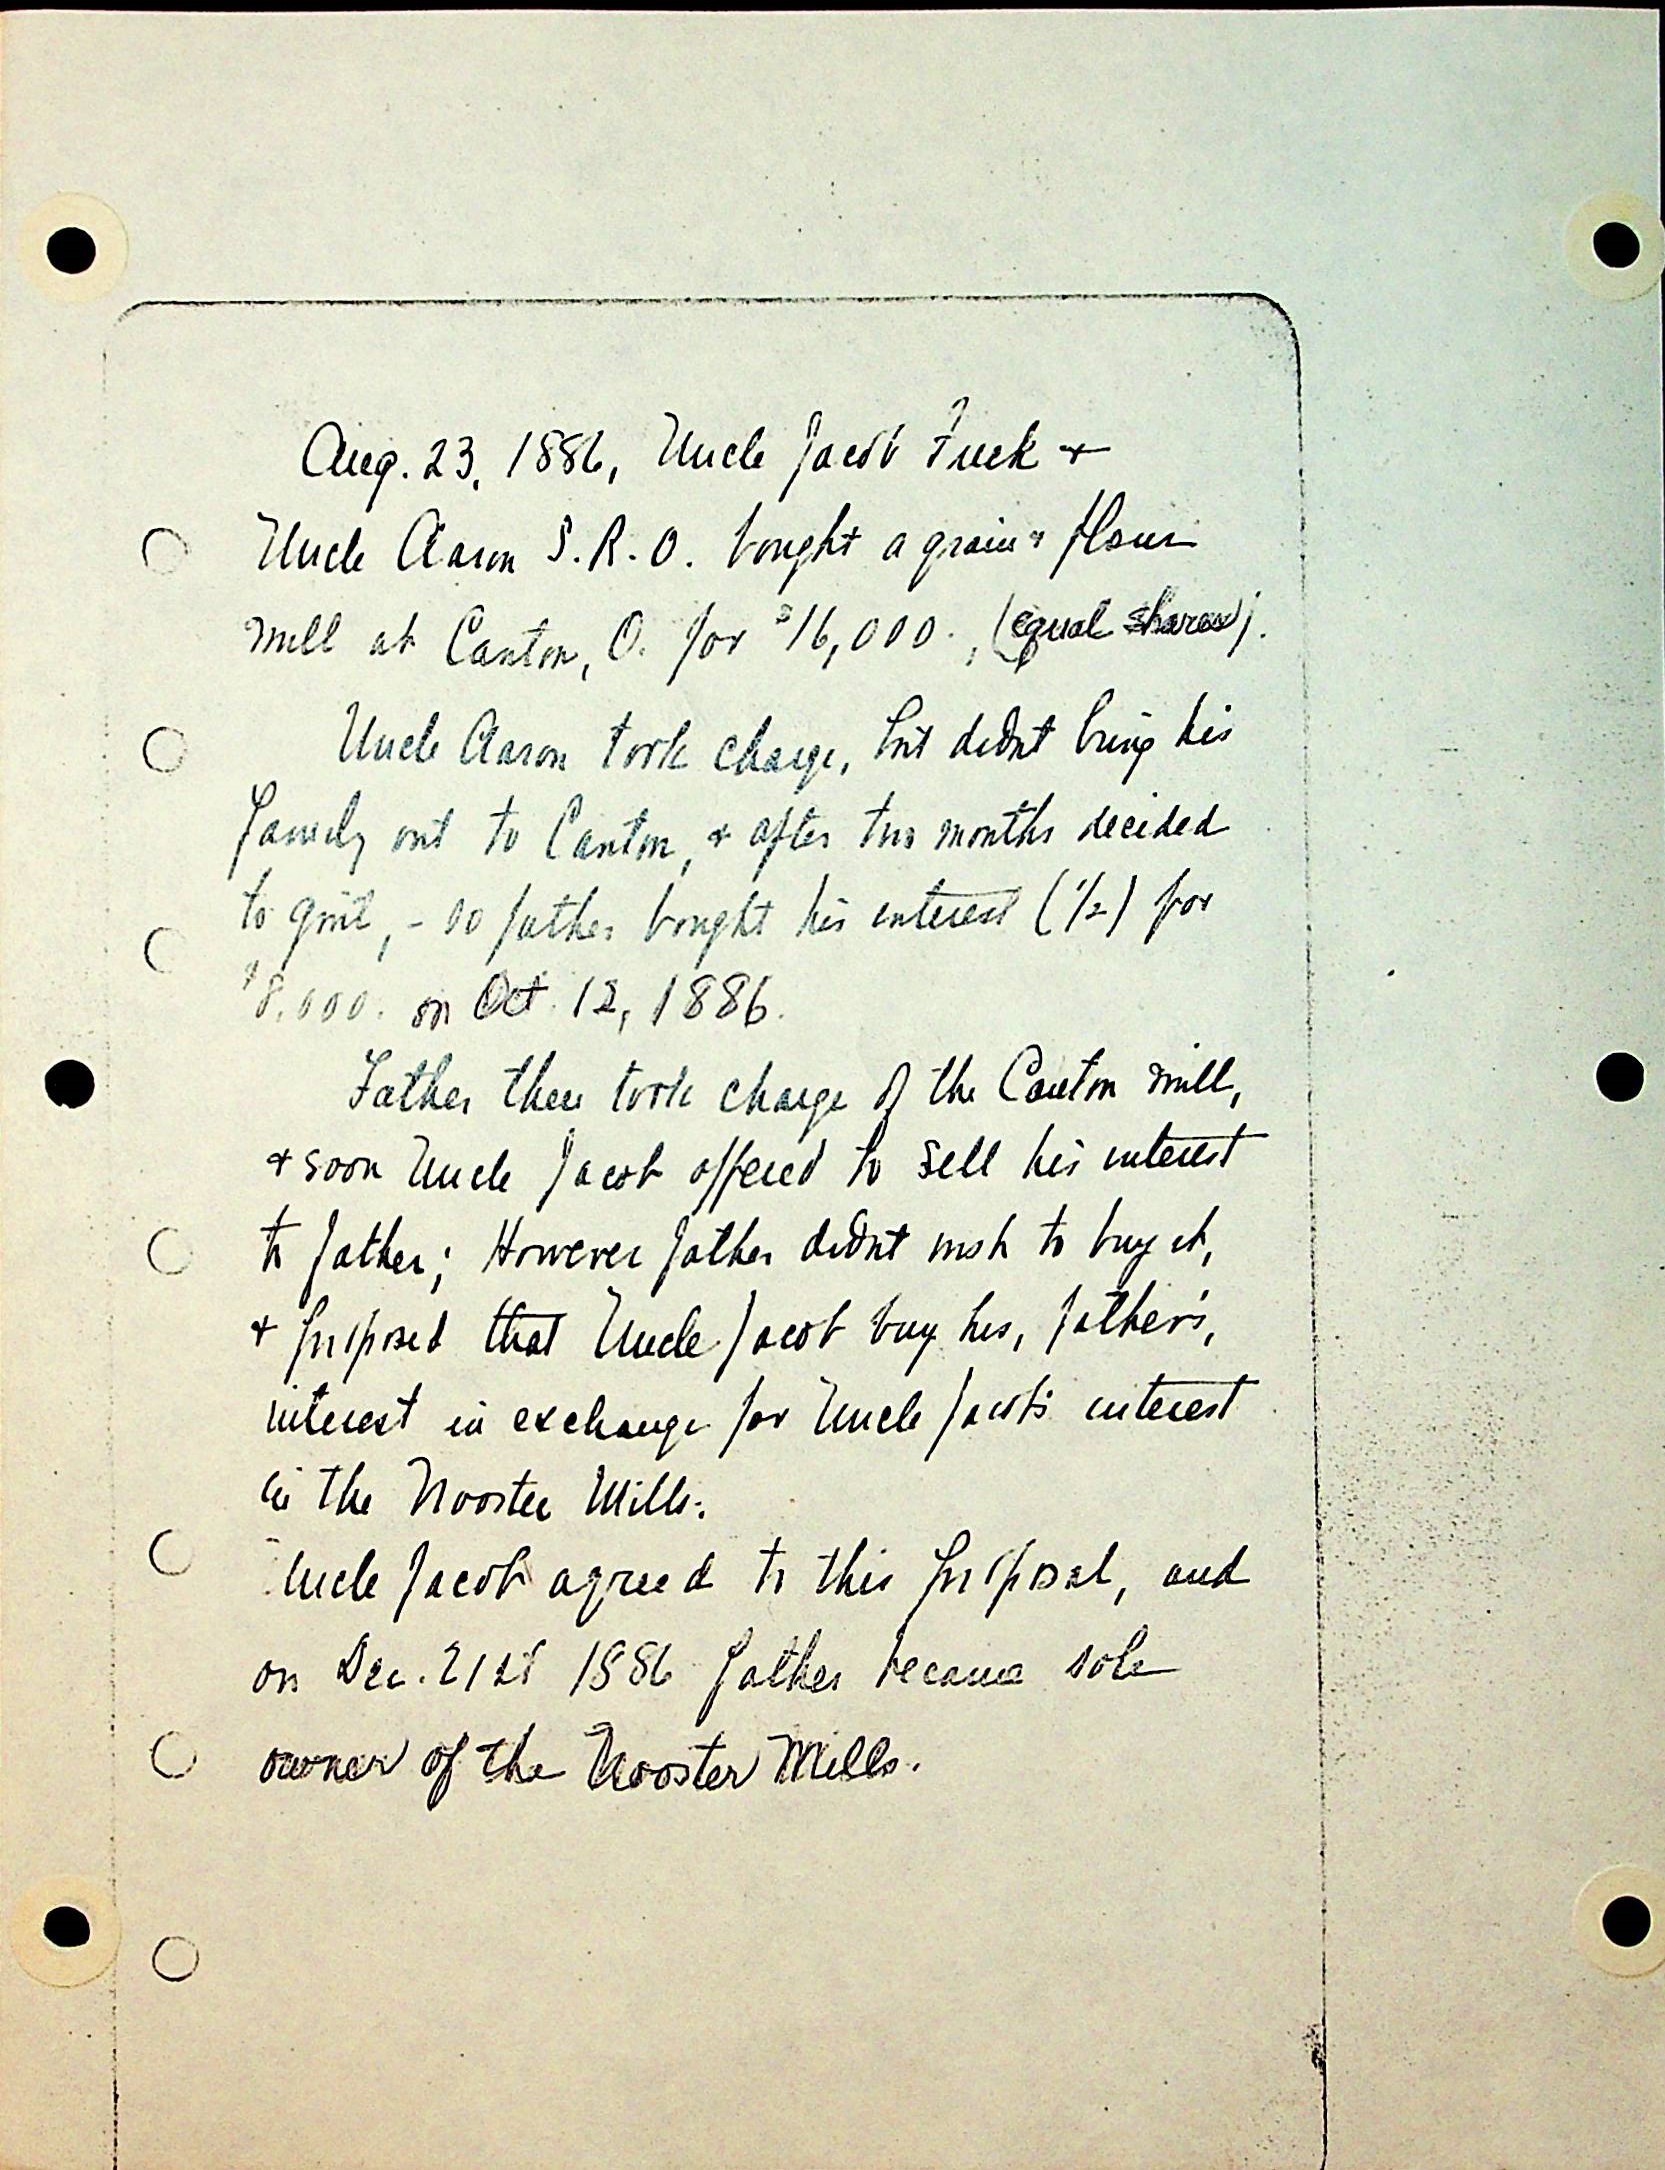 Aug. 23, 1886, Uncle Jacob Fuck +
Uncle Aaron S.R.O. bought a grain + flour
mill at Canton, O. for $16,000., (equal shares).
Uncle Aaron took charge, but didnt bring his
family out to Canton, + after two months decided
to quit, - so father bought his interest (1/2) for
$8,000. on Oct. 12, 1886.
Father then took charge of the Canton mill,
+ soon Uncle Jacob offered to sell his interest
to father; However father didnt wish to buy it,
+ proposed that Uncle Jacob buy his, father's,
interest in exchange for Uncle Jacob's interest
in the Wooster Mills.
Uncle Jacob agreed to this proposal, and
on Dec. 21st 1886 father became sole
owner of the Wooster Mills.